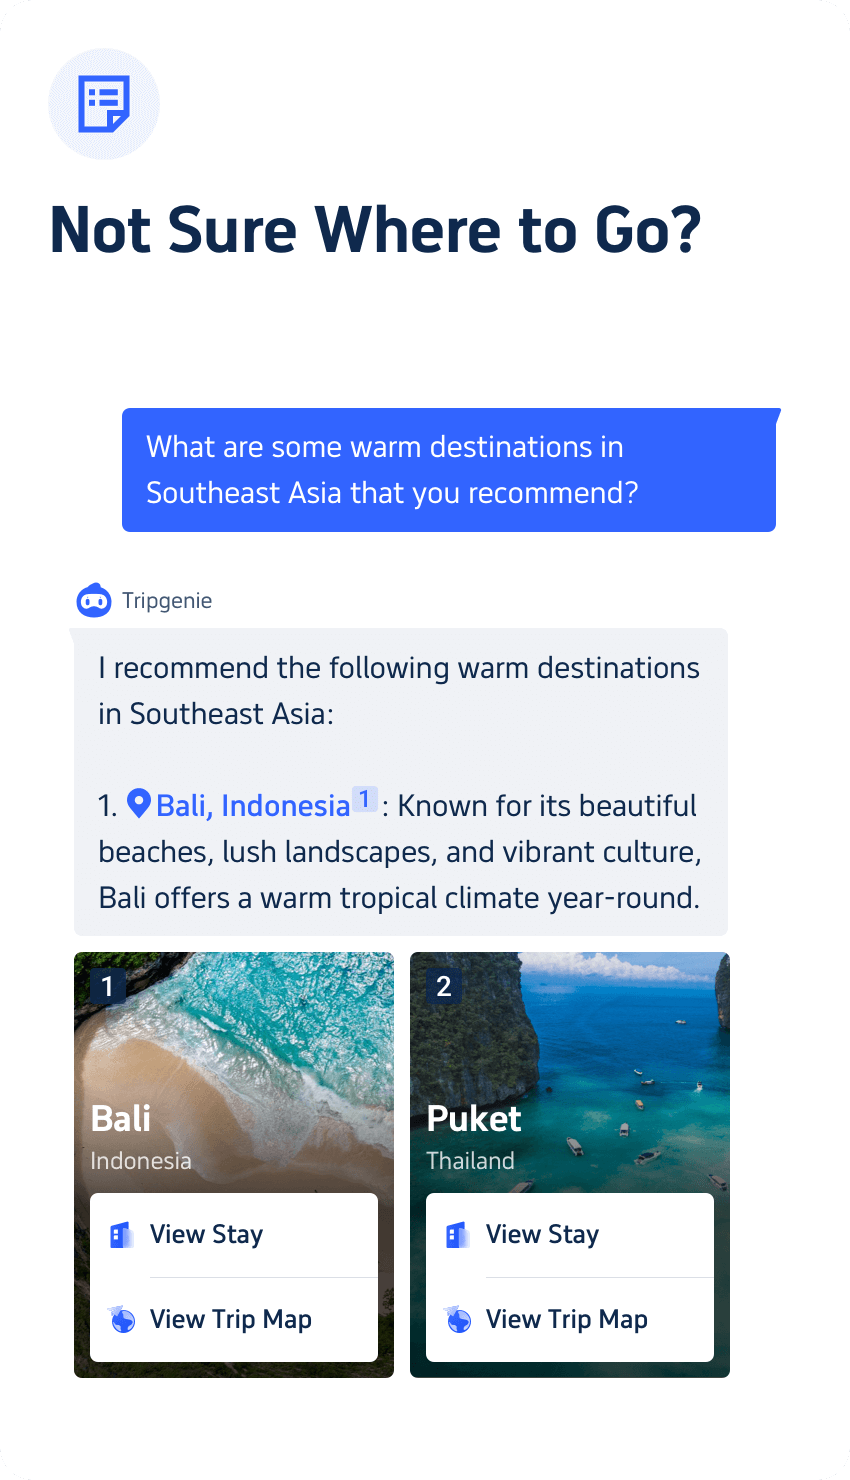 Not Sure Where to Go?
What are some warm destinations in
Southeast Asia that you recommend?
Tripgenie
I recommend the following warm destinations
in Southeast Asia:
1. Bali, Indonesia 1 : Known for its beautiful
beaches, lush landscapes, and vibrant culture,
Bali offers a warm tropical climate year-round.
1
Bali
Indonesia
View Stay
View Trip Map
2
Puket
Thailand
View Stay
View Trip Map